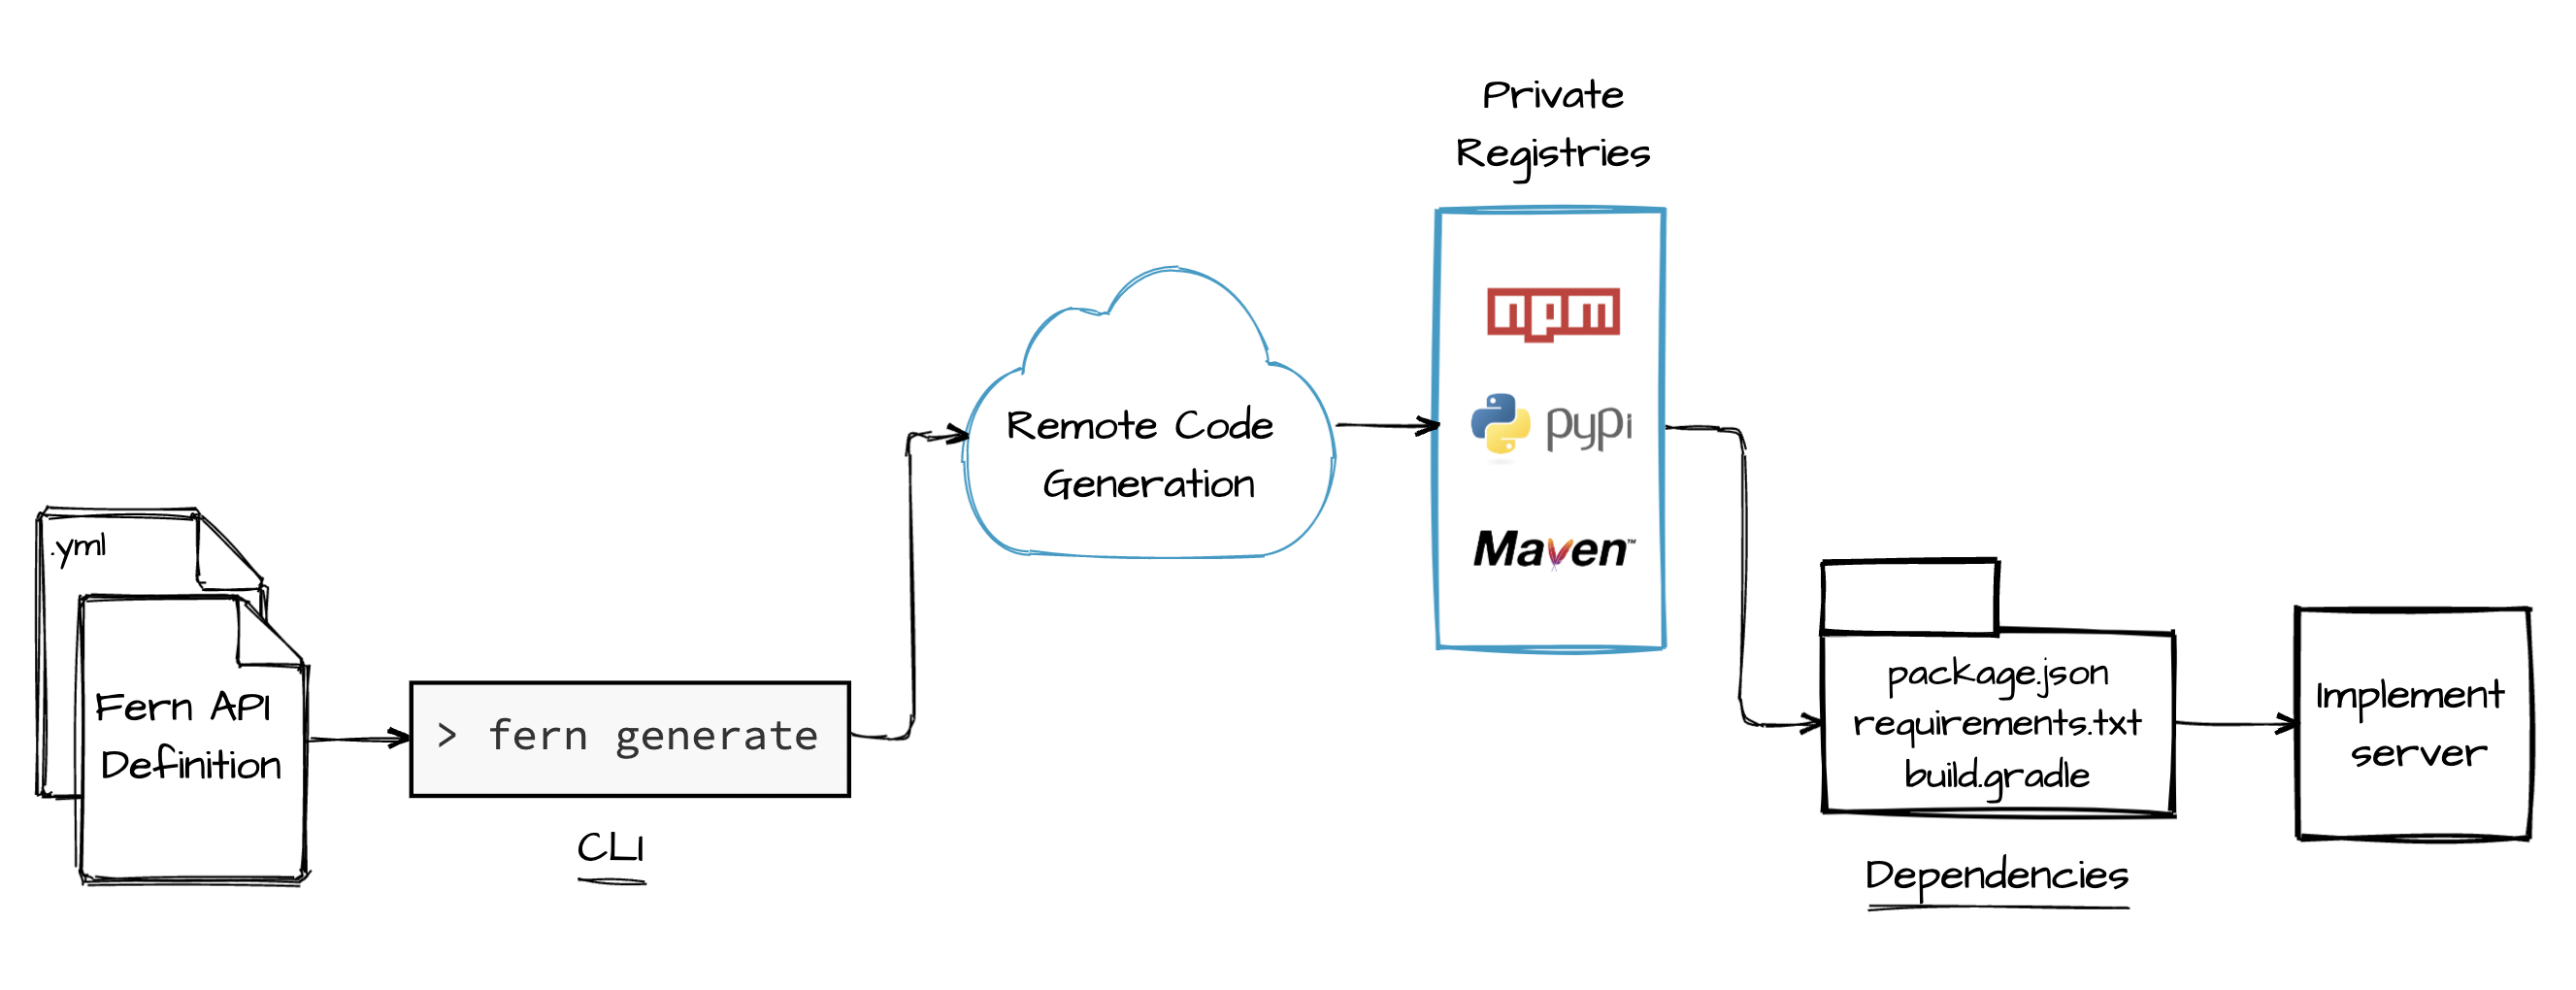 .yml
Fern API
Definition
> fern generate
CLI
Remote Code
Generation
Private
Registries
npm
pypi
Maven™
package.json
requirements.txt
build.gradle
Dependencies
Implement
server